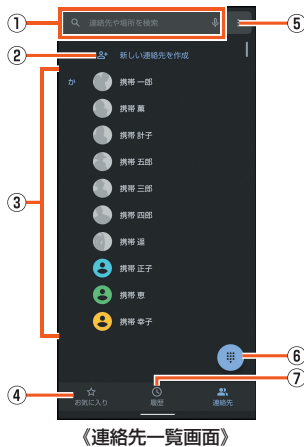 ①
連絡先や場所を検索
⑤
②
新しい連絡先を作成
③
か
携帯 一郎
携帯 薫
携帯 計子
携帯 五郎
携帯 三郎
携帯 四郎
携帯 遥
携帯 正子
携帯 恵
携帯 幸子
⑥
⑦
④
お気に入り
履歴
連絡先
《連絡先一覧画面》